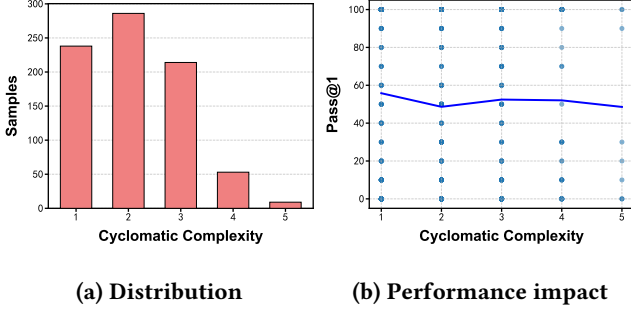 300
250
200
150
100
50
0
Samples
1 2 3 4 5
Cyclomatic Complexity
(a) Distribution
100
80
60
40
20
0
Pass@1
1 2 3 4 5
Cyclomatic Complexity
(b) Performance impact